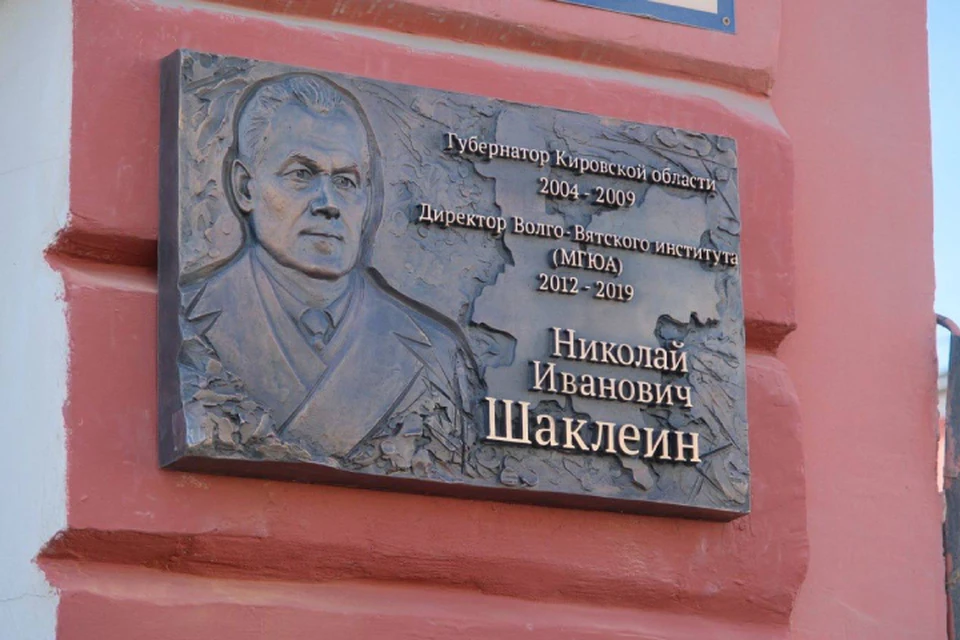 Губернатор Кировской области
2004 - 2009
Директор Волго-Вятского института
(МГЮА)
2012 - 2019
Николай
Иванович
Шаклеин